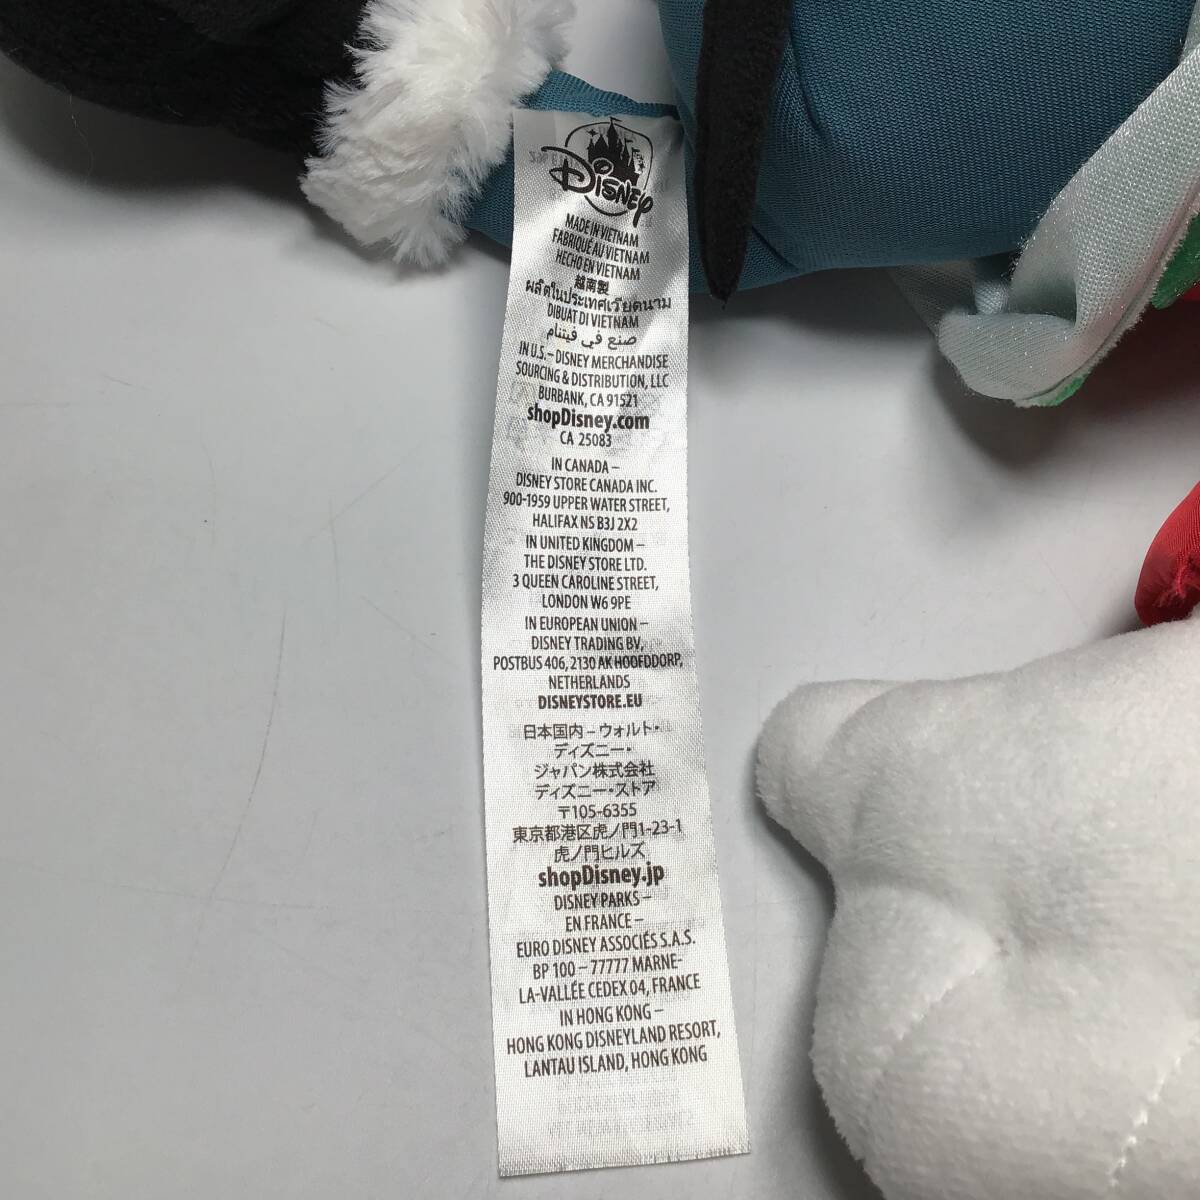 Disney
MADE IN VIETNAM
FABRIQUÉ AU VIETNAM
HECHO EN VIETNAM
越南製
ผลิตในประเทศเวียดนาม
DIBUAT DI VIETNAM
صنع في فيتنام
IN U.S. – DISNEY MERCHANDISE
SOURCING & DISTRIBUTION, LLC
BURBANK, CA 91521
shopDisney.com
CA 25083
IN CANADA –
DISNEY STORE CANADA INC.
900-1959 UPPER WATER STREET,
HALIFAX NS B3J 2X2
IN UNITED KINGDOM –
THE DISNEY STORE LTD.
3 QUEEN CAROLINE STREET,
LONDON W6 9PE
IN EUROPEAN UNION –
DISNEY TRADING BV,
POSTBUS 406, 2130 AK HOOFDDORP,
NETHERLANDS
DISNEYSTORE.EU
日本国内 – ウォルト・
ディズニー・
ジャパン株式会社
ディズニー・ストア
〒105-6355
東京都港区虎ノ門1-23-1
虎ノ門ヒルズ
shopDisney.jp
DISNEY PARKS –
EN FRANCE –
EURO DISNEY ASSOCIÉS S.A.S.
BP 100 – 77777 MARNE-
LA-VALLÉE CEDEX 04, FRANCE
IN HONG KONG –
HONG KONG DISNEYLAND RESORT,
LANTAU ISLAND, HONG KONG